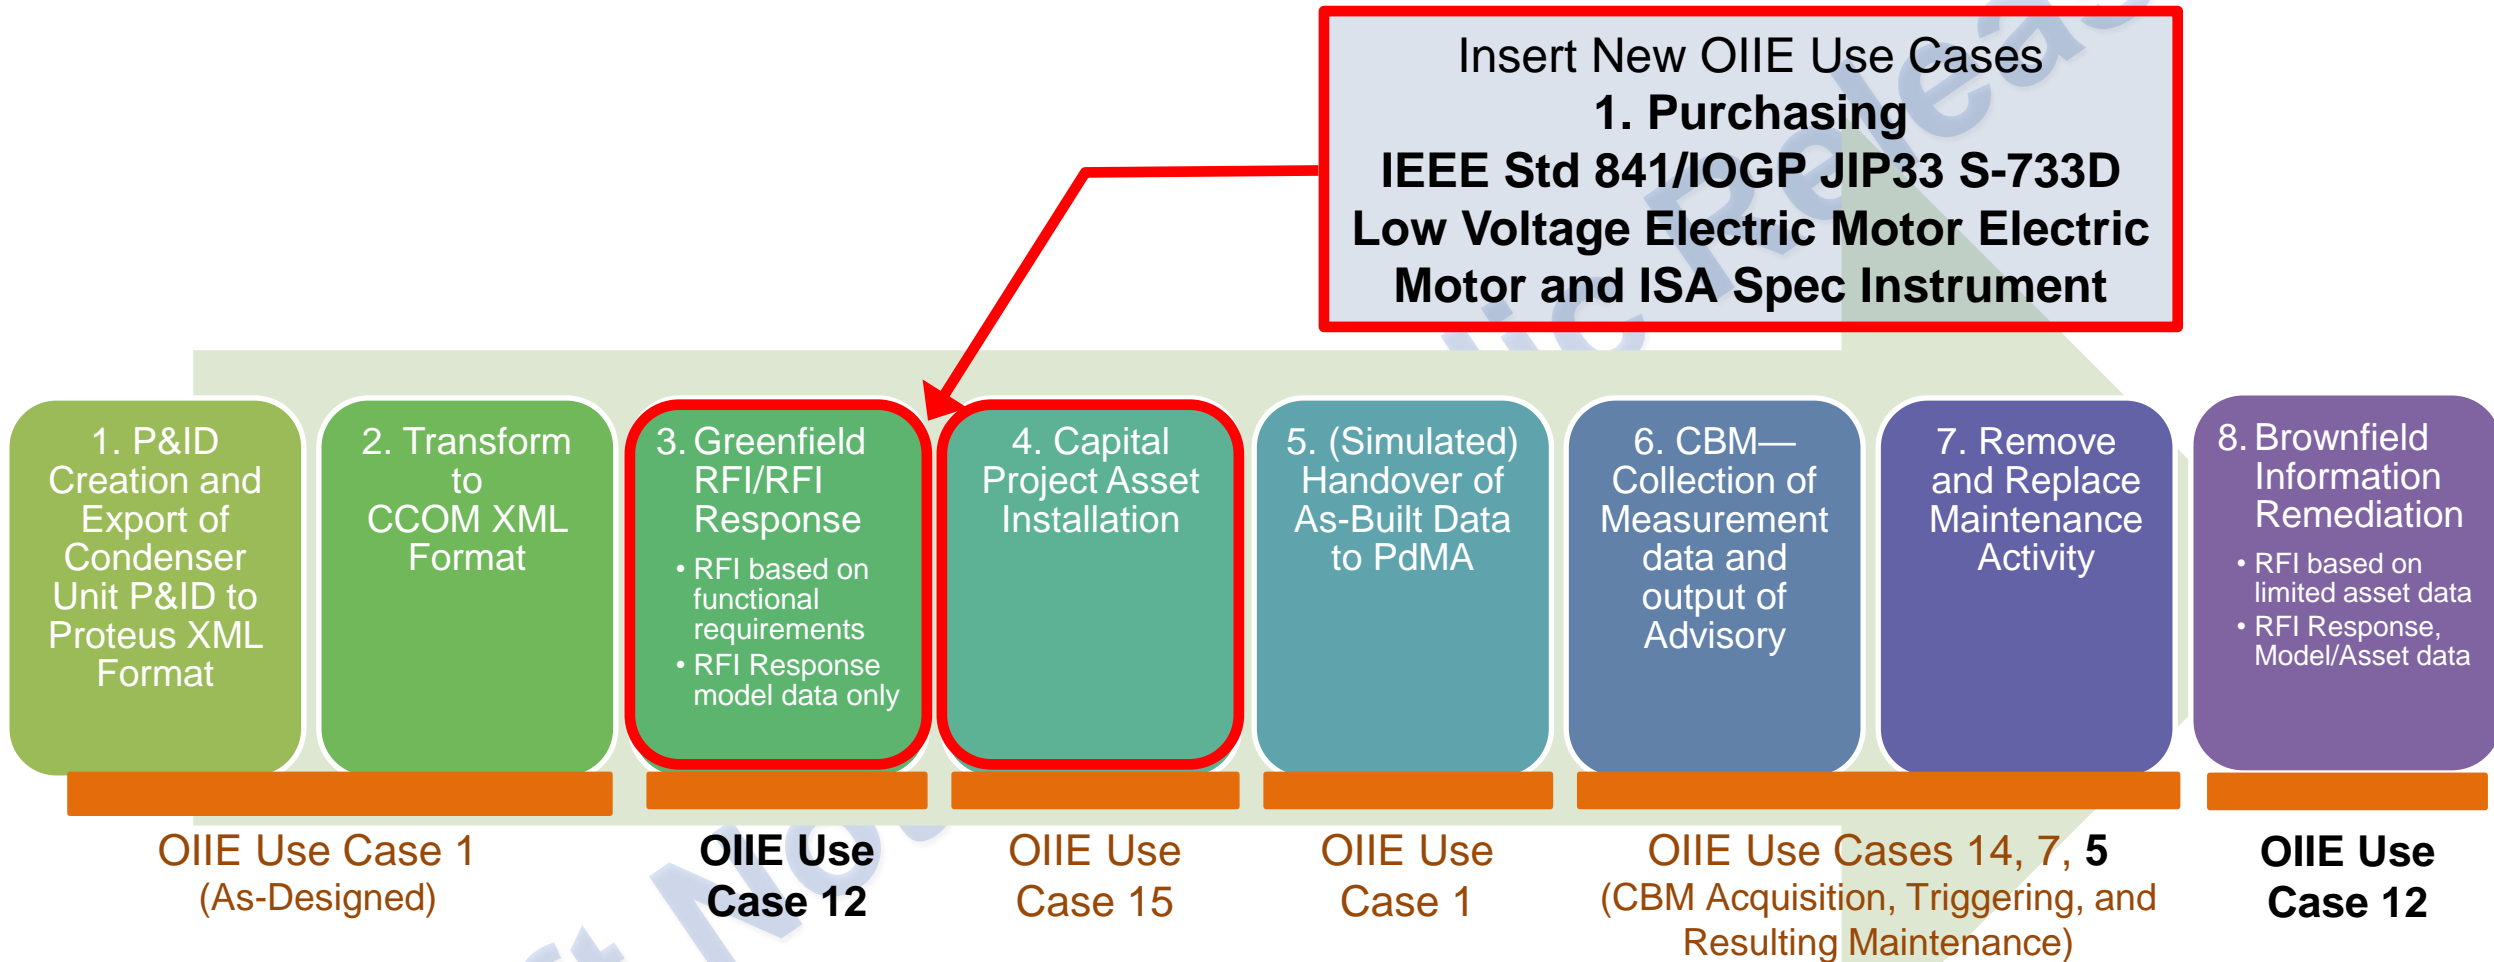 Insert New OIIE Use Cases
1. Purchasing
IEEE Std 841/IOGP JIP33 S-733D
Low Voltage Electric Motor Electric
Motor and ISA Spec Instrument
1. P&ID
Creation and
Export of
Condenser
Unit P&ID to
Proteus XML
Format
2. Transform
to
CCOM XML
Format
3. Greenfield
RFI/RFI
Response
• RFI based on
functional
requirements
• RFI Response
model data only
4. Capital
Project Asset
Installation
5. (Simulated)
Handover of
As-Built Data
to PdMA
6. CBM—
Collection of
Measurement
data and
output of
Advisory
7. Remove
and Replace
Maintenance
Activity
8. Brownfield
Information
Remediation
• RFI based on
limited asset data
• RFI Response,
Model/Asset data
OIIE Use Case 1
(As-Designed)
OIIE Use
Case 12
OIIE Use
Case 15
OIIE Use
Case 1
OIIE Use Cases 14, 7, 5
(CBM Acquisition, Triggering, and
Resulting Maintenance)
OIIE Use
Case 12